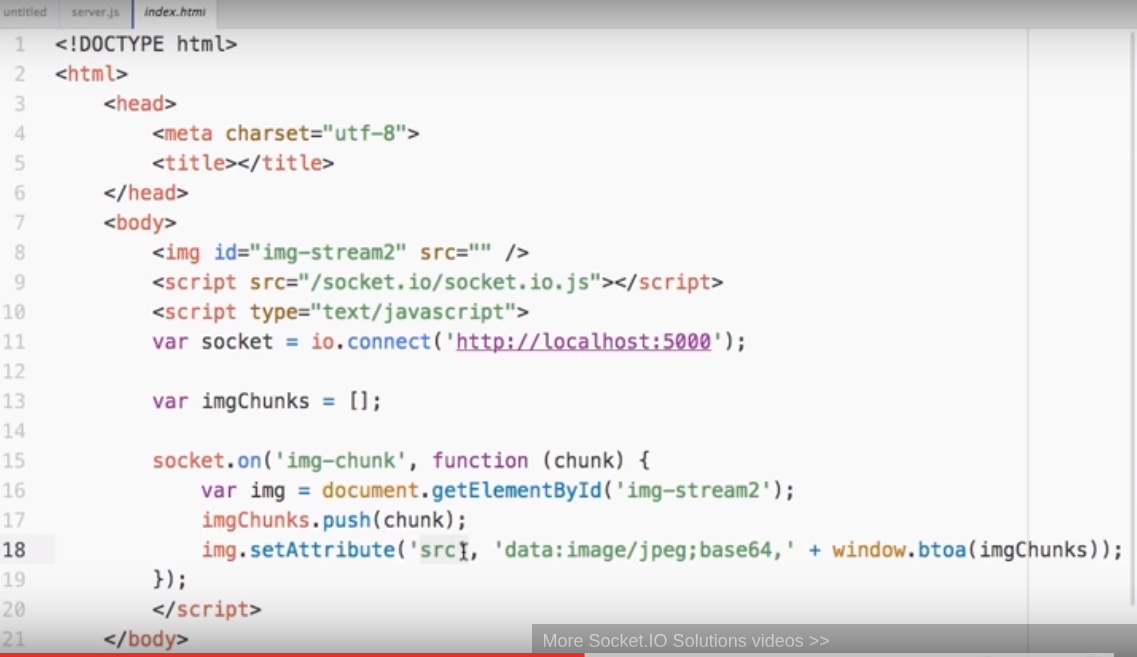 untitled server.js index.html
1 <!DOCTYPE html>
2 <html>
3 <head>
4 <meta charset="utf-8">
5 <title></title>
6 </head>
7 <body>
8 <img id="img-stream2" src="" />
9 <script src="/socket.io/socket.io.js"></script>
10 <script type="text/javascript">
11 var socket = io.connect('http://localhost:5000');
12
13 var imgChunks = [];
14
15 socket.on('img-chunk', function (chunk) {
16 var img = document.getElementById('img-stream2');
17 imgChunks.push(chunk);
18 img.setAttribute('src', 'data:image/jpeg;base64,' + window.btoa(imgChunks));
19 });
20 </script>
21 </body>
More Socket.IO Solutions videos >>